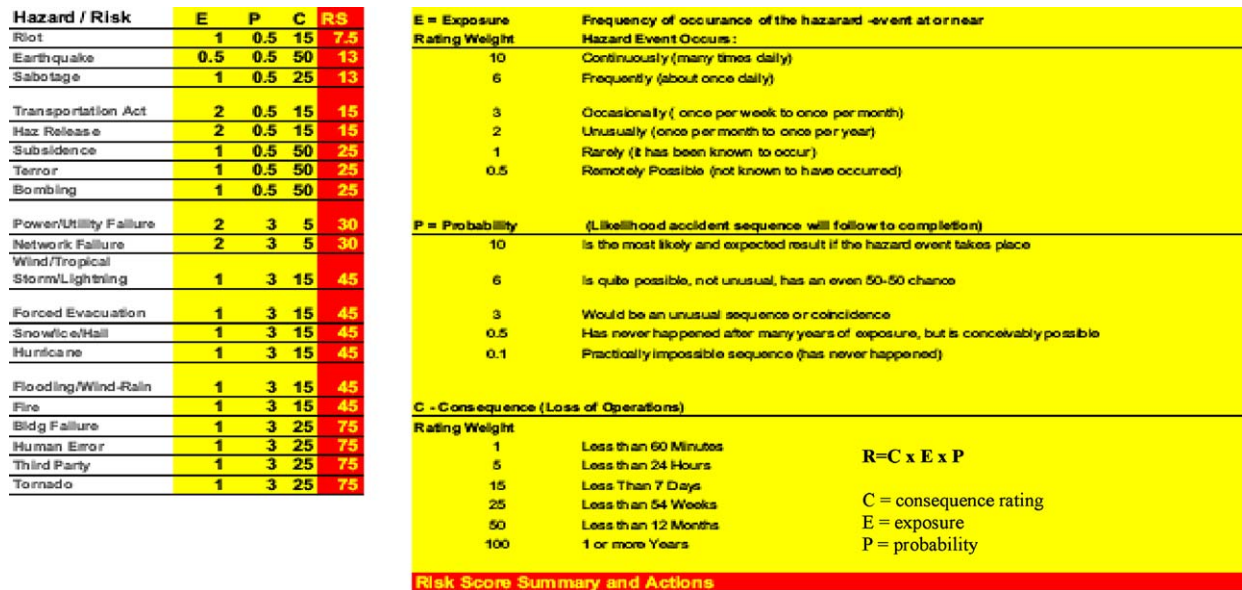 Hazard / Risk E P C RS
Riot 1 0.5 15 7.5
Earthquake 0.5 0.5 50 13
Sabotage 1 0.5 25 13
Transportation Act 2 0.5 15 15
Haz Release 2 0.5 15 15
Subsidence 1 0.5 50 25
Terror 1 0.5 50 25
Bombing 1 0.5 50 25
Power/Utility Failure 2 3 5 30
Network Failure 2 3 5 30
Wind/Tropical
Storm/Lightning 1 3 15 45
Forced Evacuation 1 3 15 45
Snow/Ice/Hail 1 3 15 45
Hurricane 1 3 15 45
Flooding/Wind-Rain 1 3 15 45
Fire 1 3 15 45
Bldg Failure 1 3 25 75
Human Error 1 3 25 75
Third Party 1 3 25 75
Tornado 1 3 25 75
E = Exposure Frequency of occurance of the hazarard -event at or near
Rating Weight Hazard Event Occurs :
10 Continuously (many times daily)
6 Frequently (about once daily)
3 Occasionally ( once per week to once per month)
2 Unusually (once per month to once per year)
1 Rarely (it has been known to occur)
0.5 Remotely Possible (not known to have occurred)
P = Probability (Likelihood accident sequence will follow to completion)
10 Is the most likely and expected result if the hazard event takes place
6 Is quite possible, not unusual, has an even 50-50 chance
3 Would be an unusual sequence or coincidence
0.5 Has never happened after many years of exposure, but is conceivably possible
0.1 Practically impossible sequence (has never happened)
C - Consequence (Loss of Operations)
Rating Weight
1 Less than 60 Minutes
5 Less than 24 Hours
15 Less Than 7 Days
25 Less than 54 Weeks
50 Less than 12 Months
100 1 or more Years
R=C x E x P
C = consequence rating
E = exposure
P = probability
Risk Score Summary and Actions